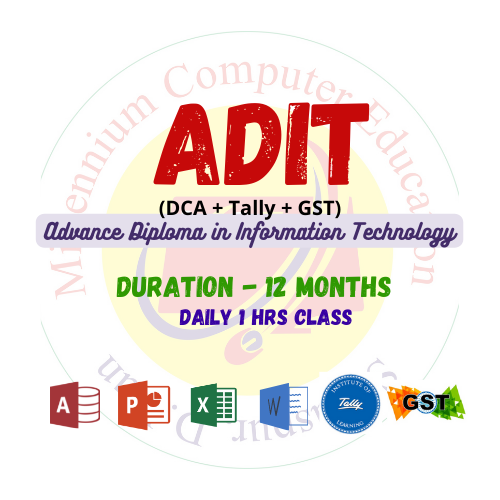 Millennium Computer Education
ADIT
(DCA + Tally + GST)
Advance Diploma in Information Technology
DURATION – 12 MONTHS
DAILY 1 HRS CLASS
A
P
X
W
INSTITUTE OF
Tally
LEARNING
GST